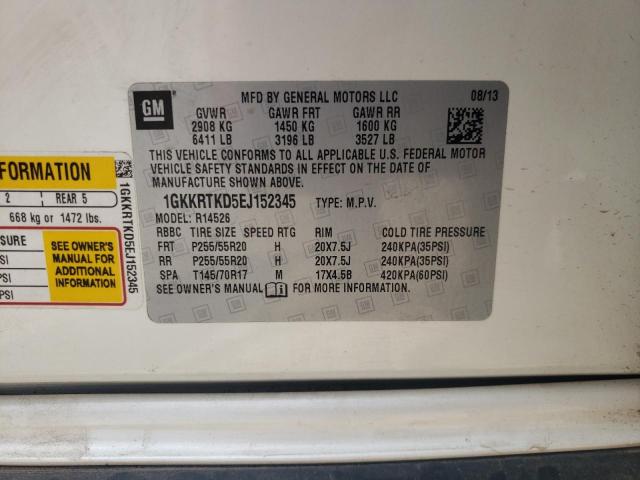 FORMATION
2 REAR 5
668 kg or 1472 lbs.
SSURE
PSI
PSI
SEE OWNER'S
MANUAL FOR
ADDITIONAL
INFORMATION
1GKKRTKD5EJ152345
GM
MFD BY GENERAL MOTORS LLC 08/13
GVWR GAWR FRT GAWR RR
2908 KG 1450 KG 1600 KG
6411 LB 3196 LB 3527 LB
THIS VEHICLE CONFORMS TO ALL APPLICABLE U.S. FEDERAL MOTOR
VEHICLE SAFETY STANDARDS IN EFFECT ON THE DATE OF
MANUFACTURE SHOWN ABOVE.
1GKKRTKD5EJ152345 TYPE: M.P.V.
MODEL: R14526
RBBC TIRE SIZE SPEED RTG RIM COLD TIRE PRESSURE
FRT P255/55R20 H 20X7.5J 240KPA(35PSI)
RR P255/55R20 H 20X7.5J 240KPA(35PSI)
SPA T145/70R17 M 17X4.5B 420KPA(60PSI)
SEE OWNER'S MANUAL FOR MORE INFORMATION.